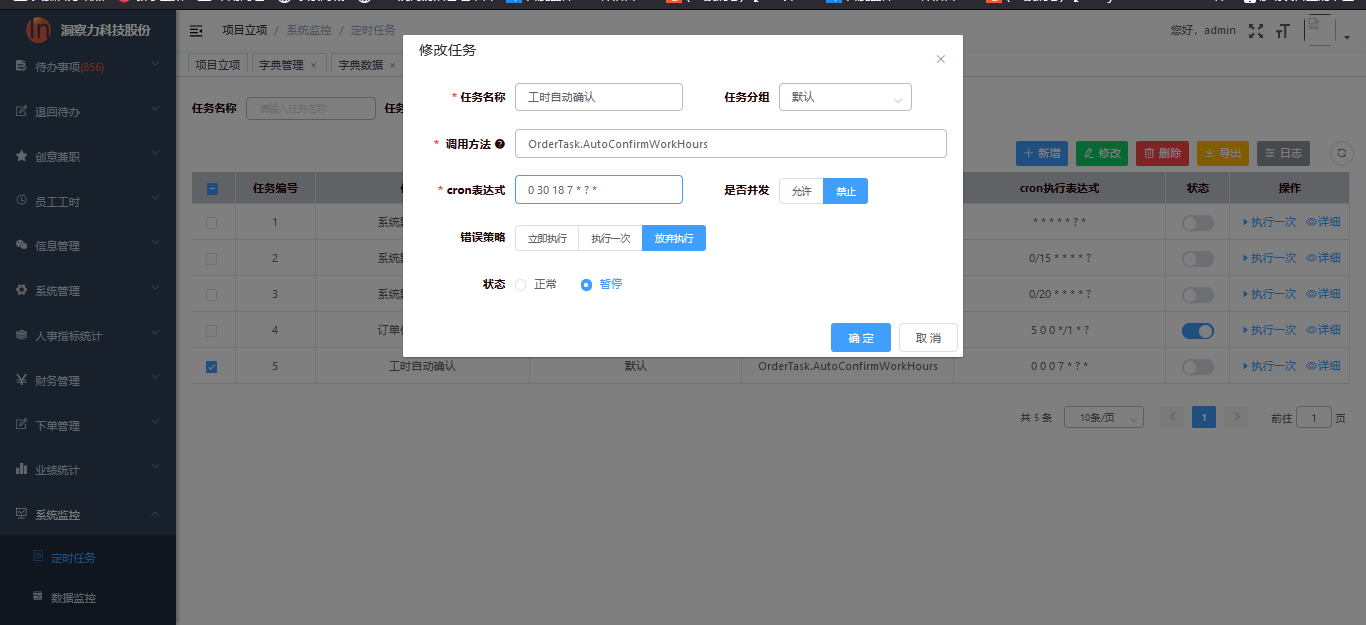 洞察力科技股份
待办事项(856)
退回待办
创意兼职
员工工时
信息管理
系统管理
人事指标统计
财务管理
下单管理
业绩统计
系统监控
定时任务
数据监控
项目立项 / 系统监控 / 定时任务
您好，admin
项目立项 字典管理 × 字典数据 ×
任务名称 请输入任务名称 任务
新增 修改 删除 导出 日志
任务编号 cron执行表达式 状态 操作
1 系统 * * * * * ? * 执行一次 详细
2 系统 0/15 * * * * ? 执行一次 详细
3 系统 0/20 * * * * ? 执行一次 详细
4 订单 5 0 0 */1 * ? 执行一次 详细
5 工时自动确认 默认 OrderTask.AutoConfirmWorkHours 0 0 0 7 * ? * 执行一次 详细
共 5 条 10条/页 1 前往 1 页
修改任务
* 任务名称 工时自动确认 任务分组 默认
* 调用方法 OrderTask.AutoConfirmWorkHours
* cron表达式 0 30 18 7 * ? * 是否并发 允许 禁止
错误策略 立即执行 执行一次 放弃执行
状态 正常 暂停
确 定 取 消